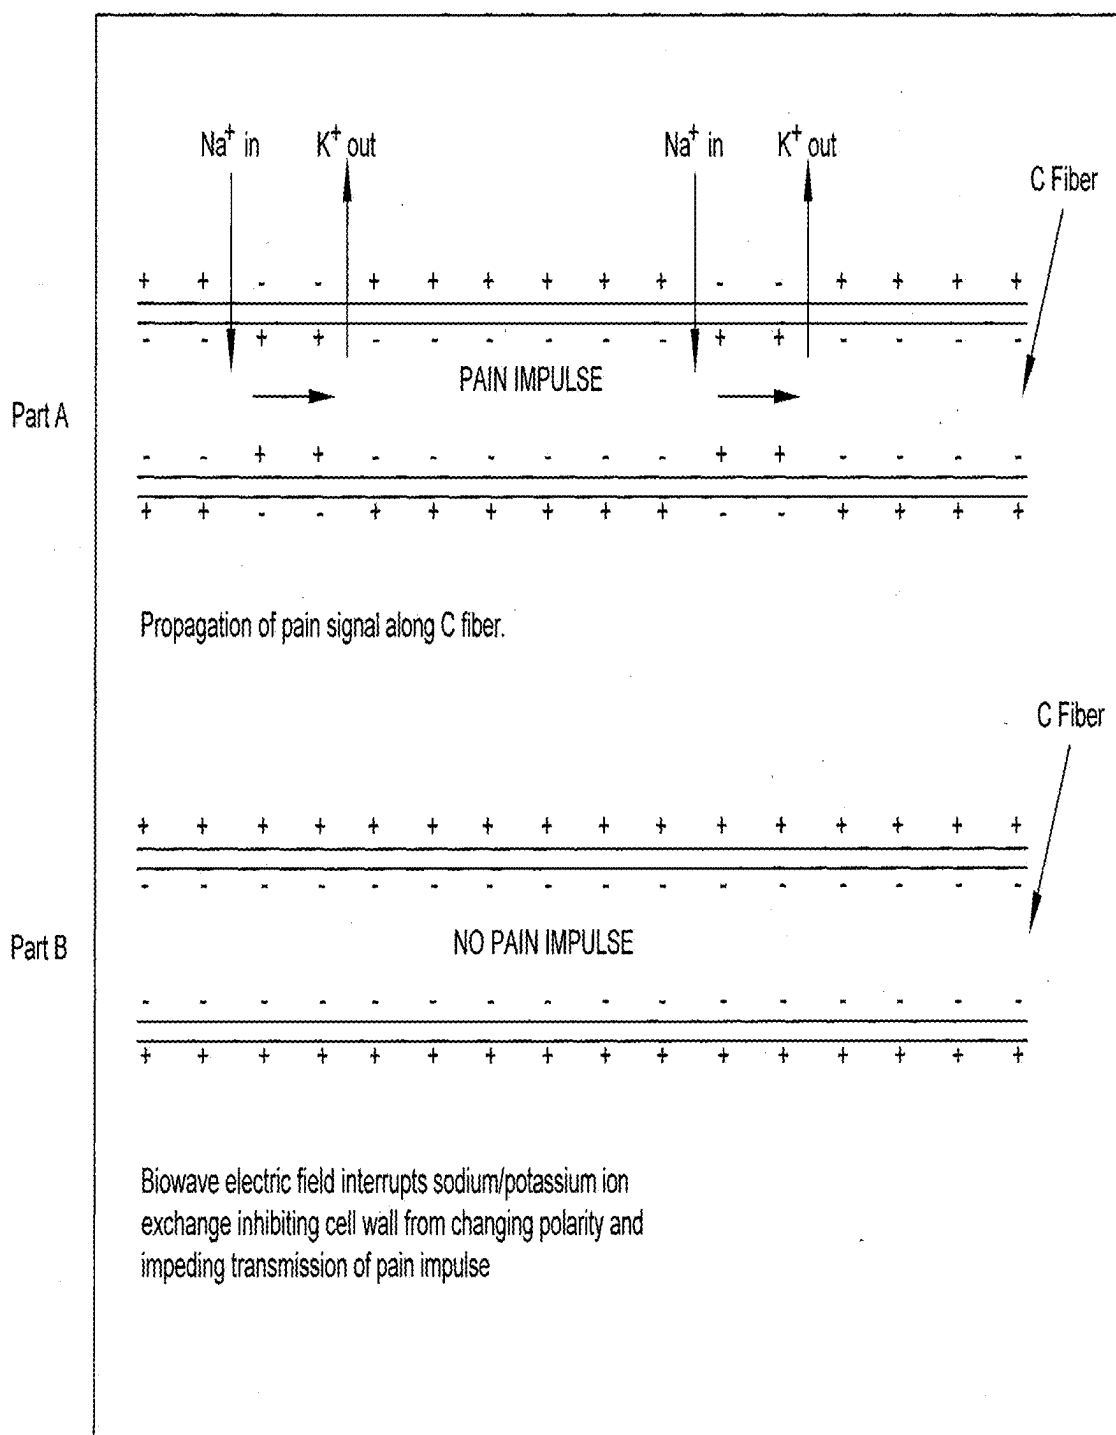 Na⁺ in K⁺ out Na⁺ in K⁺ out
C Fiber
+ + - - + + + + + + - - + + + +
- - + + - - - - - - + + - - - -
PAIN IMPULSE
Part A
- - + + - - - - - - + + - - - -
+ + - - + + + + + + - - + + + +
Propagation of pain signal along C fiber.
C Fiber
+ + + + + + + + + + + + + + + +
- - - - - - - - - - - - - - - -
NO PAIN IMPULSE
Part B
- - - - - - - - - - - - - - - -
+ + + + + + + + + + + + + + + +
Biowave electric field interrupts sodium/potassium ion
exchange inhibiting cell wall from changing polarity and
impeding transmission of pain impulse